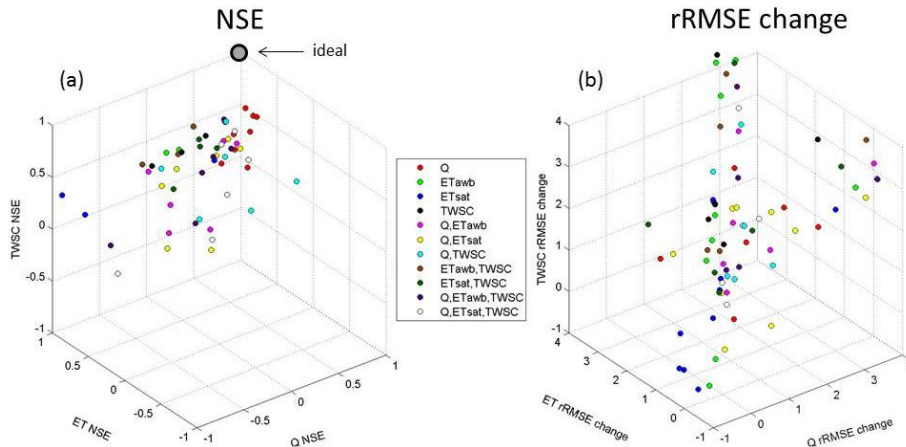 NSE
rRMSE change
ideal
(a)
(b)
TWSC NSE
1
0.5
0
-0.5
-1
1
0.5
0
-0.5
-1
ET NSE
-1
-0.5
0
0.5
1
Q NSE
Q
ETawb
ETsat
TWSC
Q,ETawb
Q,ETsat
Q,TWSC
ETawb,TWSC
ETsat,TWSC
Q,ETawb,TWSC
Q,ETsat,TWSC
TWSC rRMSE change
4
3
2
1
0
-1
4
3
2
1
0
-1
ET rRMSE change
-1
0
1
2
3
4
Q rRMSE change